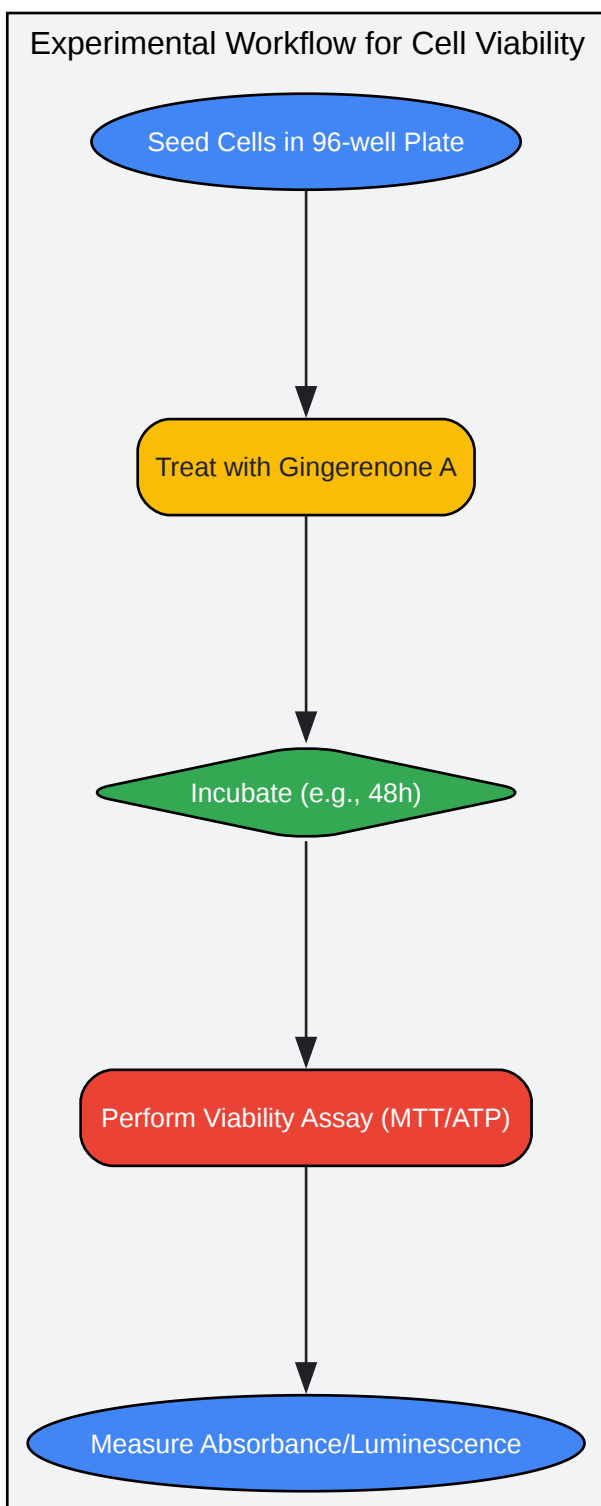 Experimental Workflow for Cell Viability
Seed Cells in 96-well Plate
Treat with Gingerenone A
Incubate (e.g., 48h)
Perform Viability Assay (MTT/ATP)
Measure Absorbance/Luminescence